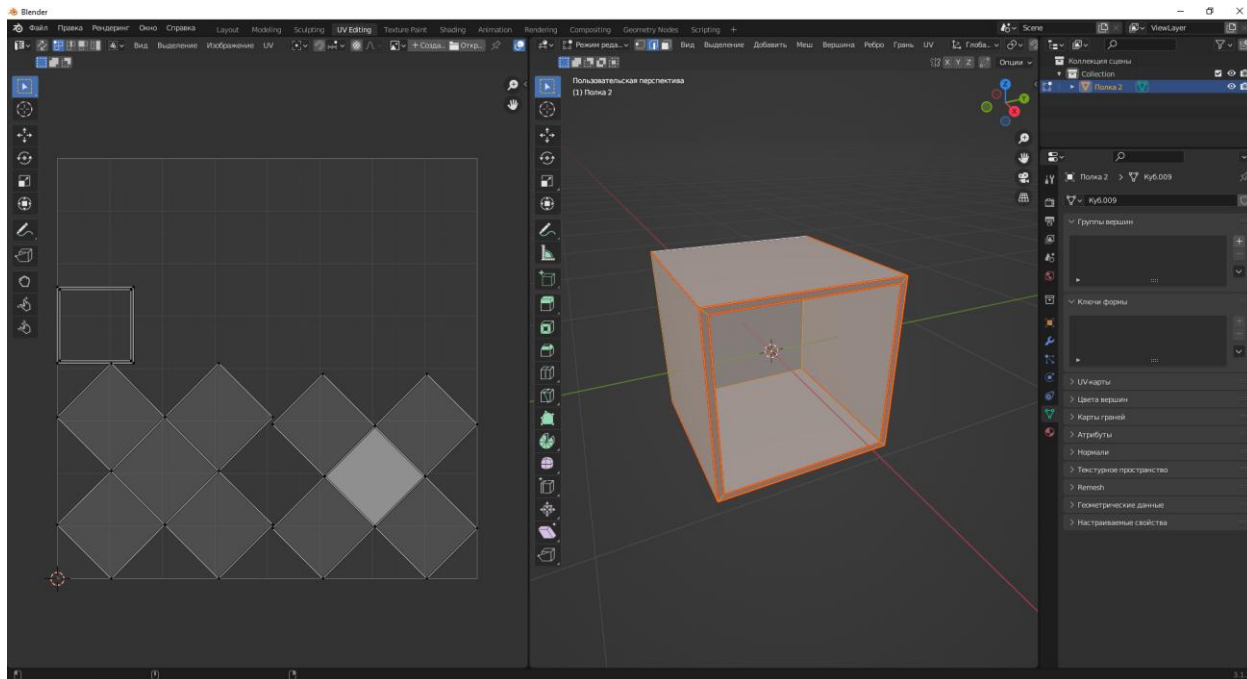 Blender
Файл Правка Рендеринг Окно Справка Layout Modeling Sculpting UV Editing Texture Paint Shading Animation Rendering Compositing Geometry Nodes Scripting + Scene ViewLayer
Вид Выделение Изображение UV + Созда.. Откр.. Режим реда.. Вид Выделение Добавить Меш Вершина Ребро Грань UV Глоба..
X Y Z Опции
Пользовательская перспектива
(1) Полка 2
Z
Y
X
Коллекция сцены
Collection
Полка 2
Полка 2 > Куб.009
Куб.009
Группы вершин
Ключи формы
UV-карты
Цвета вершин
Карты граней
Атрибуты
Нормали
Текстурное пространство
Remesh
Геометрические данные
Настраиваемые свойства